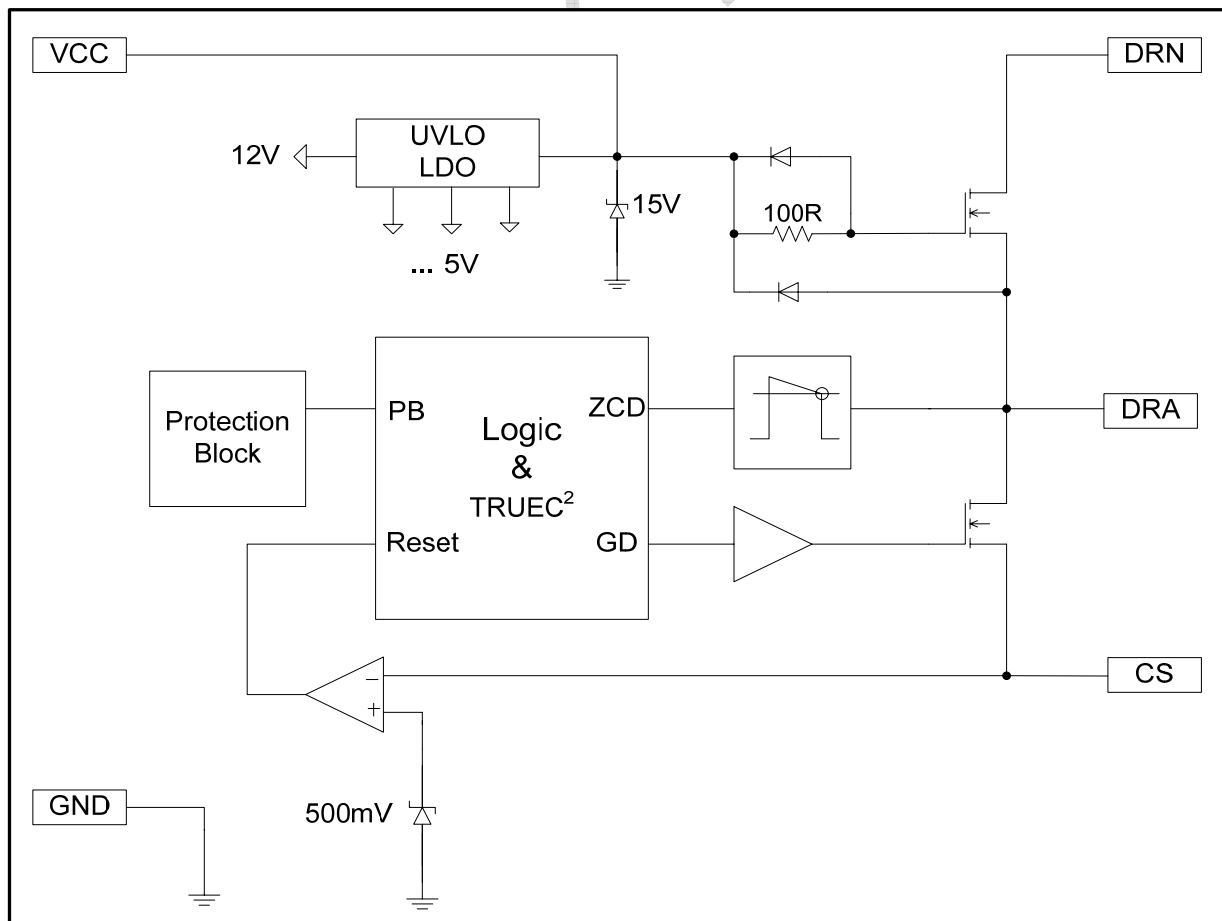 VCC
DRN
UVLO
LDO
12V
15V
100R
... 5V
Protection
Block
PB
ZCD
Logic
&
TRUEC²
DRA
Reset
GD
−
+
CS
GND
500mV